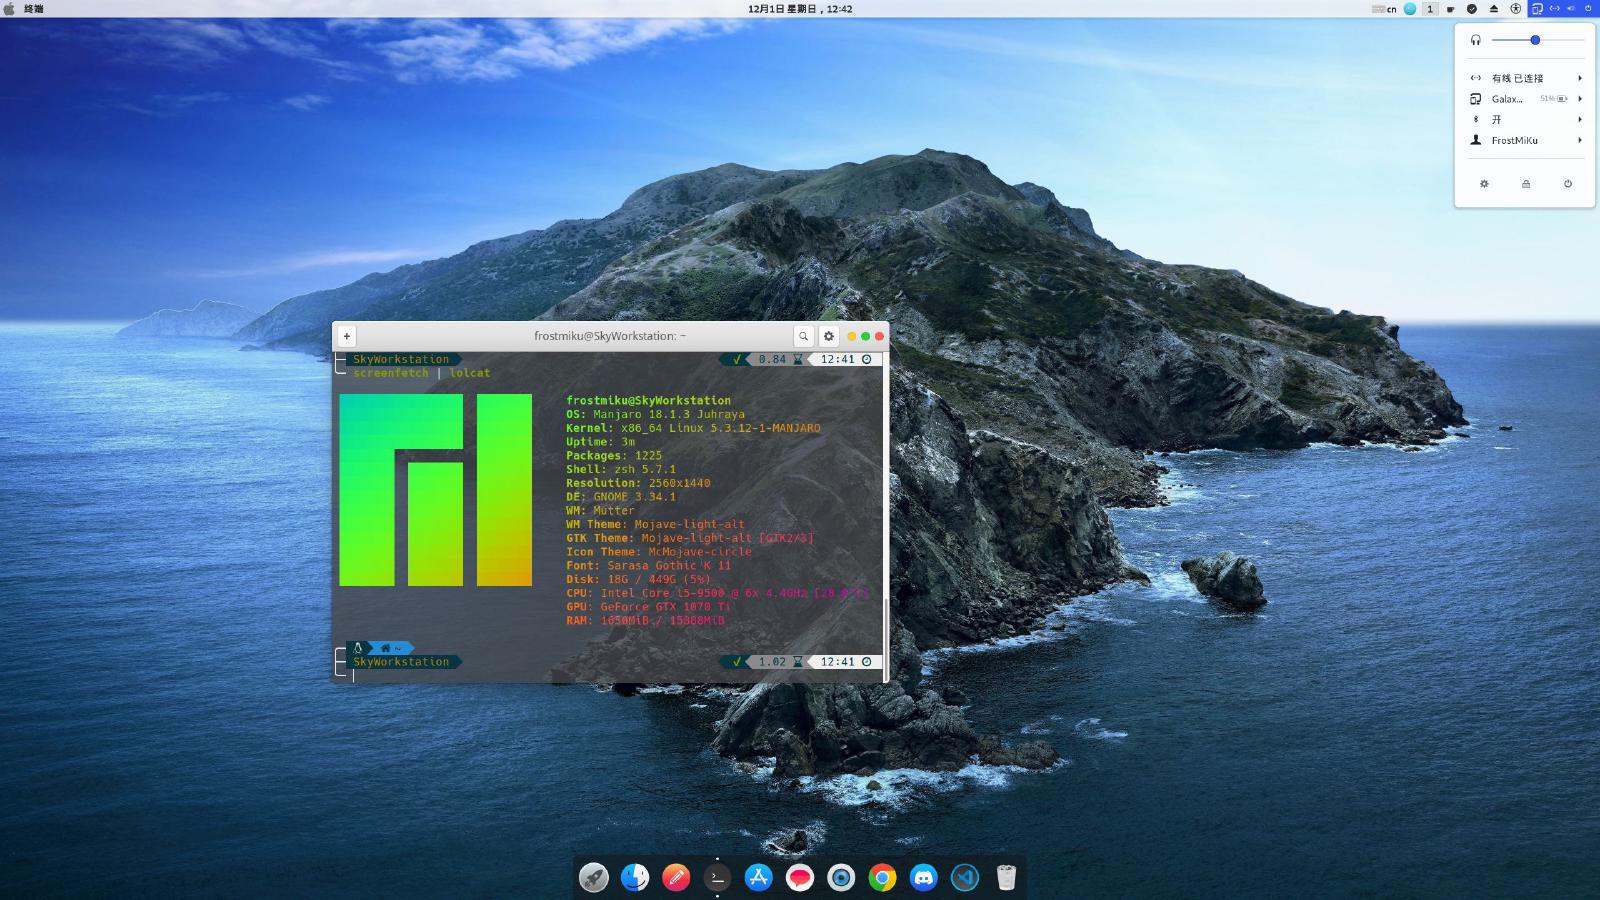 终端
12月1日 星期日，12:42
cn
1
有线 已连接
Galax...
51%
开
FrostMiKu
frostmiku@SkyWorkstation: ~
SkyWorkstation
0.84
12:41
screenfetch | lolcat
frostmiku@SkyWorkstation
OS: Manjaro 18.1.3 Juhraya
Kernel: x86_64 Linux 5.3.12-1-MANJARO
Uptime: 3m
Packages: 1225
Shell: zsh 5.7.1
Resolution: 2560x1440
DE: GNOME 3.34.1
WM: Mutter
WM Theme: Mojave-light-alt
GTK Theme: Mojave-light-alt [GTK2/3]
Icon Theme: McMojave-circle
Font: Sarasa Gothic K 11
Disk: 18G / 449G (5%)
CPU: Intel Core i5-9500 @ 6x 4.4GHz
GPU: GeForce GTX 1070 Ti
RAM: 1650MiB /
~
SkyWorkstation
1.02
12:41